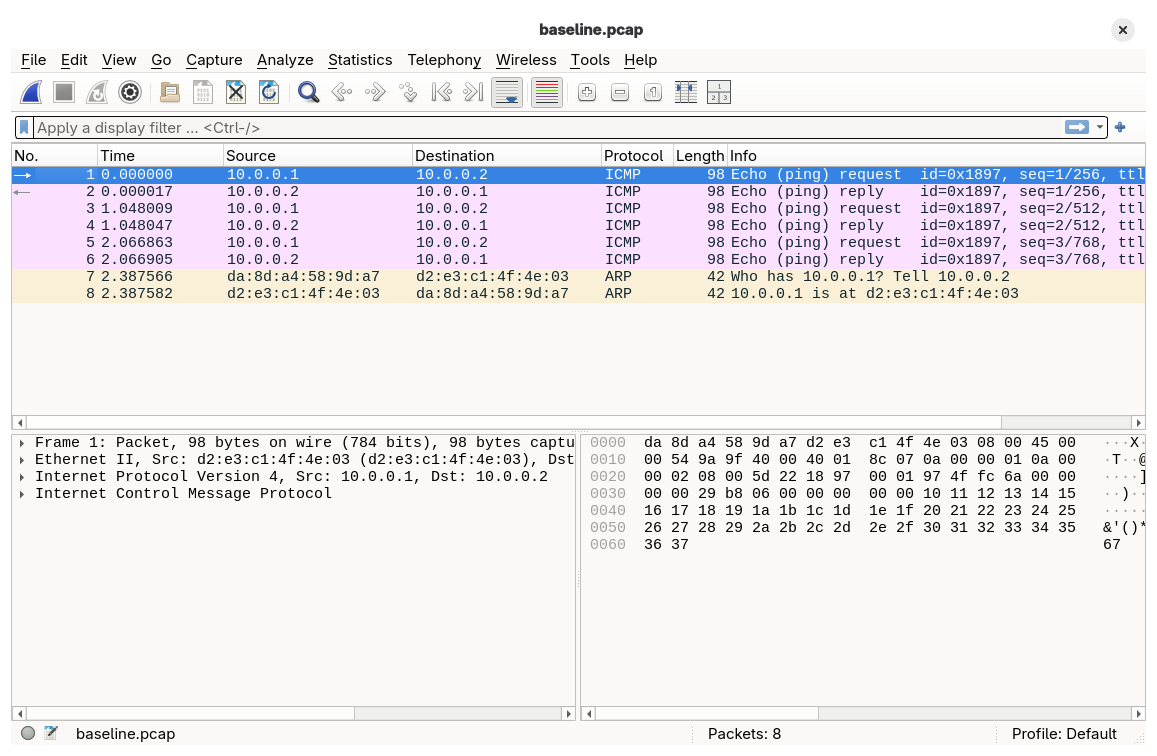 baseline.pcap
File Edit View Go Capture Analyze Statistics Telephony Wireless Tools Help
Apply a display filter ... <Ctrl-/>
No. Time Source Destination Protocol Length Info
1 0.000000 10.0.0.1 10.0.0.2 ICMP 98 Echo (ping) request id=0x1897, seq=1/256, ttl
2 0.000017 10.0.0.2 10.0.0.1 ICMP 98 Echo (ping) reply id=0x1897, seq=1/256, ttl
3 1.048009 10.0.0.1 10.0.0.2 ICMP 98 Echo (ping) request id=0x1897, seq=2/512, ttl
4 1.048047 10.0.0.2 10.0.0.1 ICMP 98 Echo (ping) reply id=0x1897, seq=2/512, ttl
5 2.066863 10.0.0.1 10.0.0.2 ICMP 98 Echo (ping) request id=0x1897, seq=3/768, ttl
6 2.066905 10.0.0.2 10.0.0.1 ICMP 98 Echo (ping) reply id=0x1897, seq=3/768, ttl
7 2.387566 da:8d:a4:58:9d:a7 d2:e3:c1:4f:4e:03 ARP 42 Who has 10.0.0.1? Tell 10.0.0.2
8 2.387582 d2:e3:c1:4f:4e:03 da:8d:a4:58:9d:a7 ARP 42 10.0.0.1 is at d2:e3:c1:4f:4e:03
Frame 1: Packet, 98 bytes on wire (784 bits), 98 bytes captu
Ethernet II, Src: d2:e3:c1:4f:4e:03 (d2:e3:c1:4f:4e:03), Dst
Internet Protocol Version 4, Src: 10.0.0.1, Dst: 10.0.0.2
Internet Control Message Protocol
0000 da 8d a4 58 9d a7 d2 e3 c1 4f 4e 03 08 00 45 00 ···X·
0010 00 54 9a 9f 40 00 40 01 8c 07 0a 00 00 01 0a 00 ·T··@
0020 00 02 08 00 5d 22 18 97 00 01 97 4f fc 6a 00 00 ····]
0030 00 00 29 b8 06 00 00 00 00 00 10 11 12 13 14 15 ··)··
0040 16 17 18 19 1a 1b 1c 1d 1e 1f 20 21 22 23 24 25 ·····
0050 26 27 28 29 2a 2b 2c 2d 2e 2f 30 31 32 33 34 35 &'()*
0060 36 37 67
baseline.pcap Packets: 8 Profile: Default